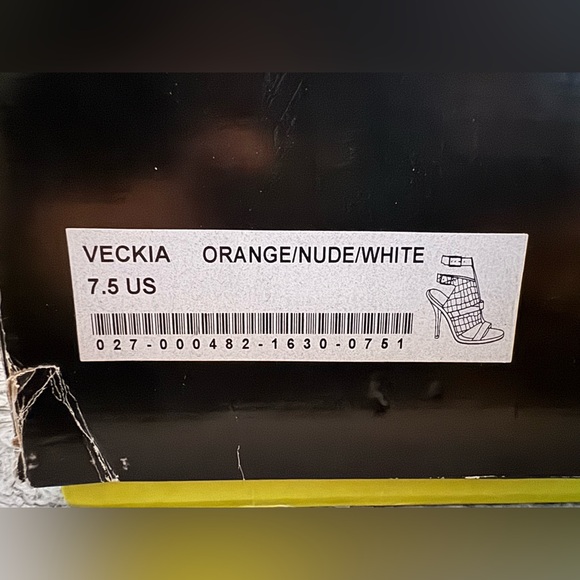 VECKIA ORANGE/NUDE/WHITE
7.5 US
027-000482-1630-0751